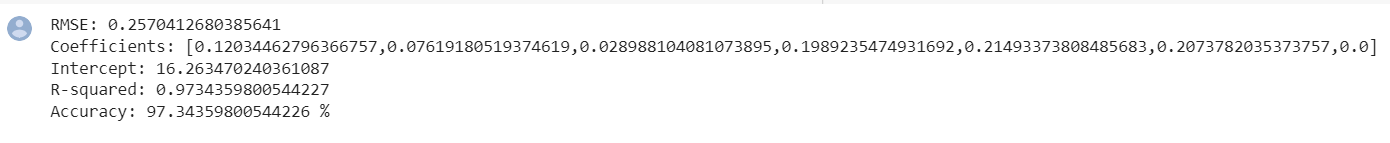 RMSE: 0.2570412680385641
Coefficients: [0.12034462796366757,0.07619180519374619,0.028988104081073895,0.1989235474931692,0.21493373808485683,0.2073782035373757,0.0]
Intercept: 16.263470240361087
R-squared: 0.9734359800544227
Accuracy: 97.34359800544226 %